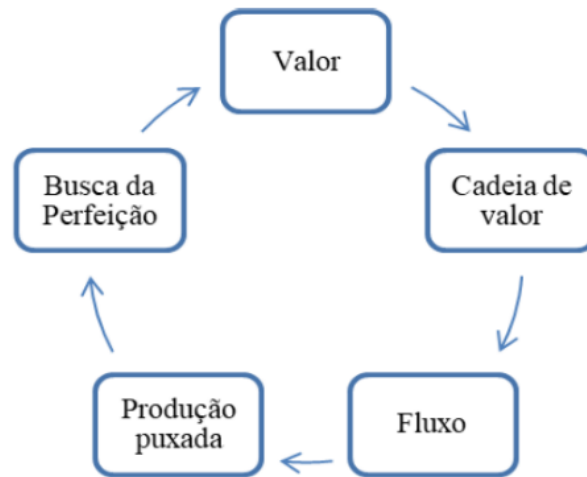 Valor
Cadeia de
valor
Fluxo
Produção
puxada
Busca da
Perfeição